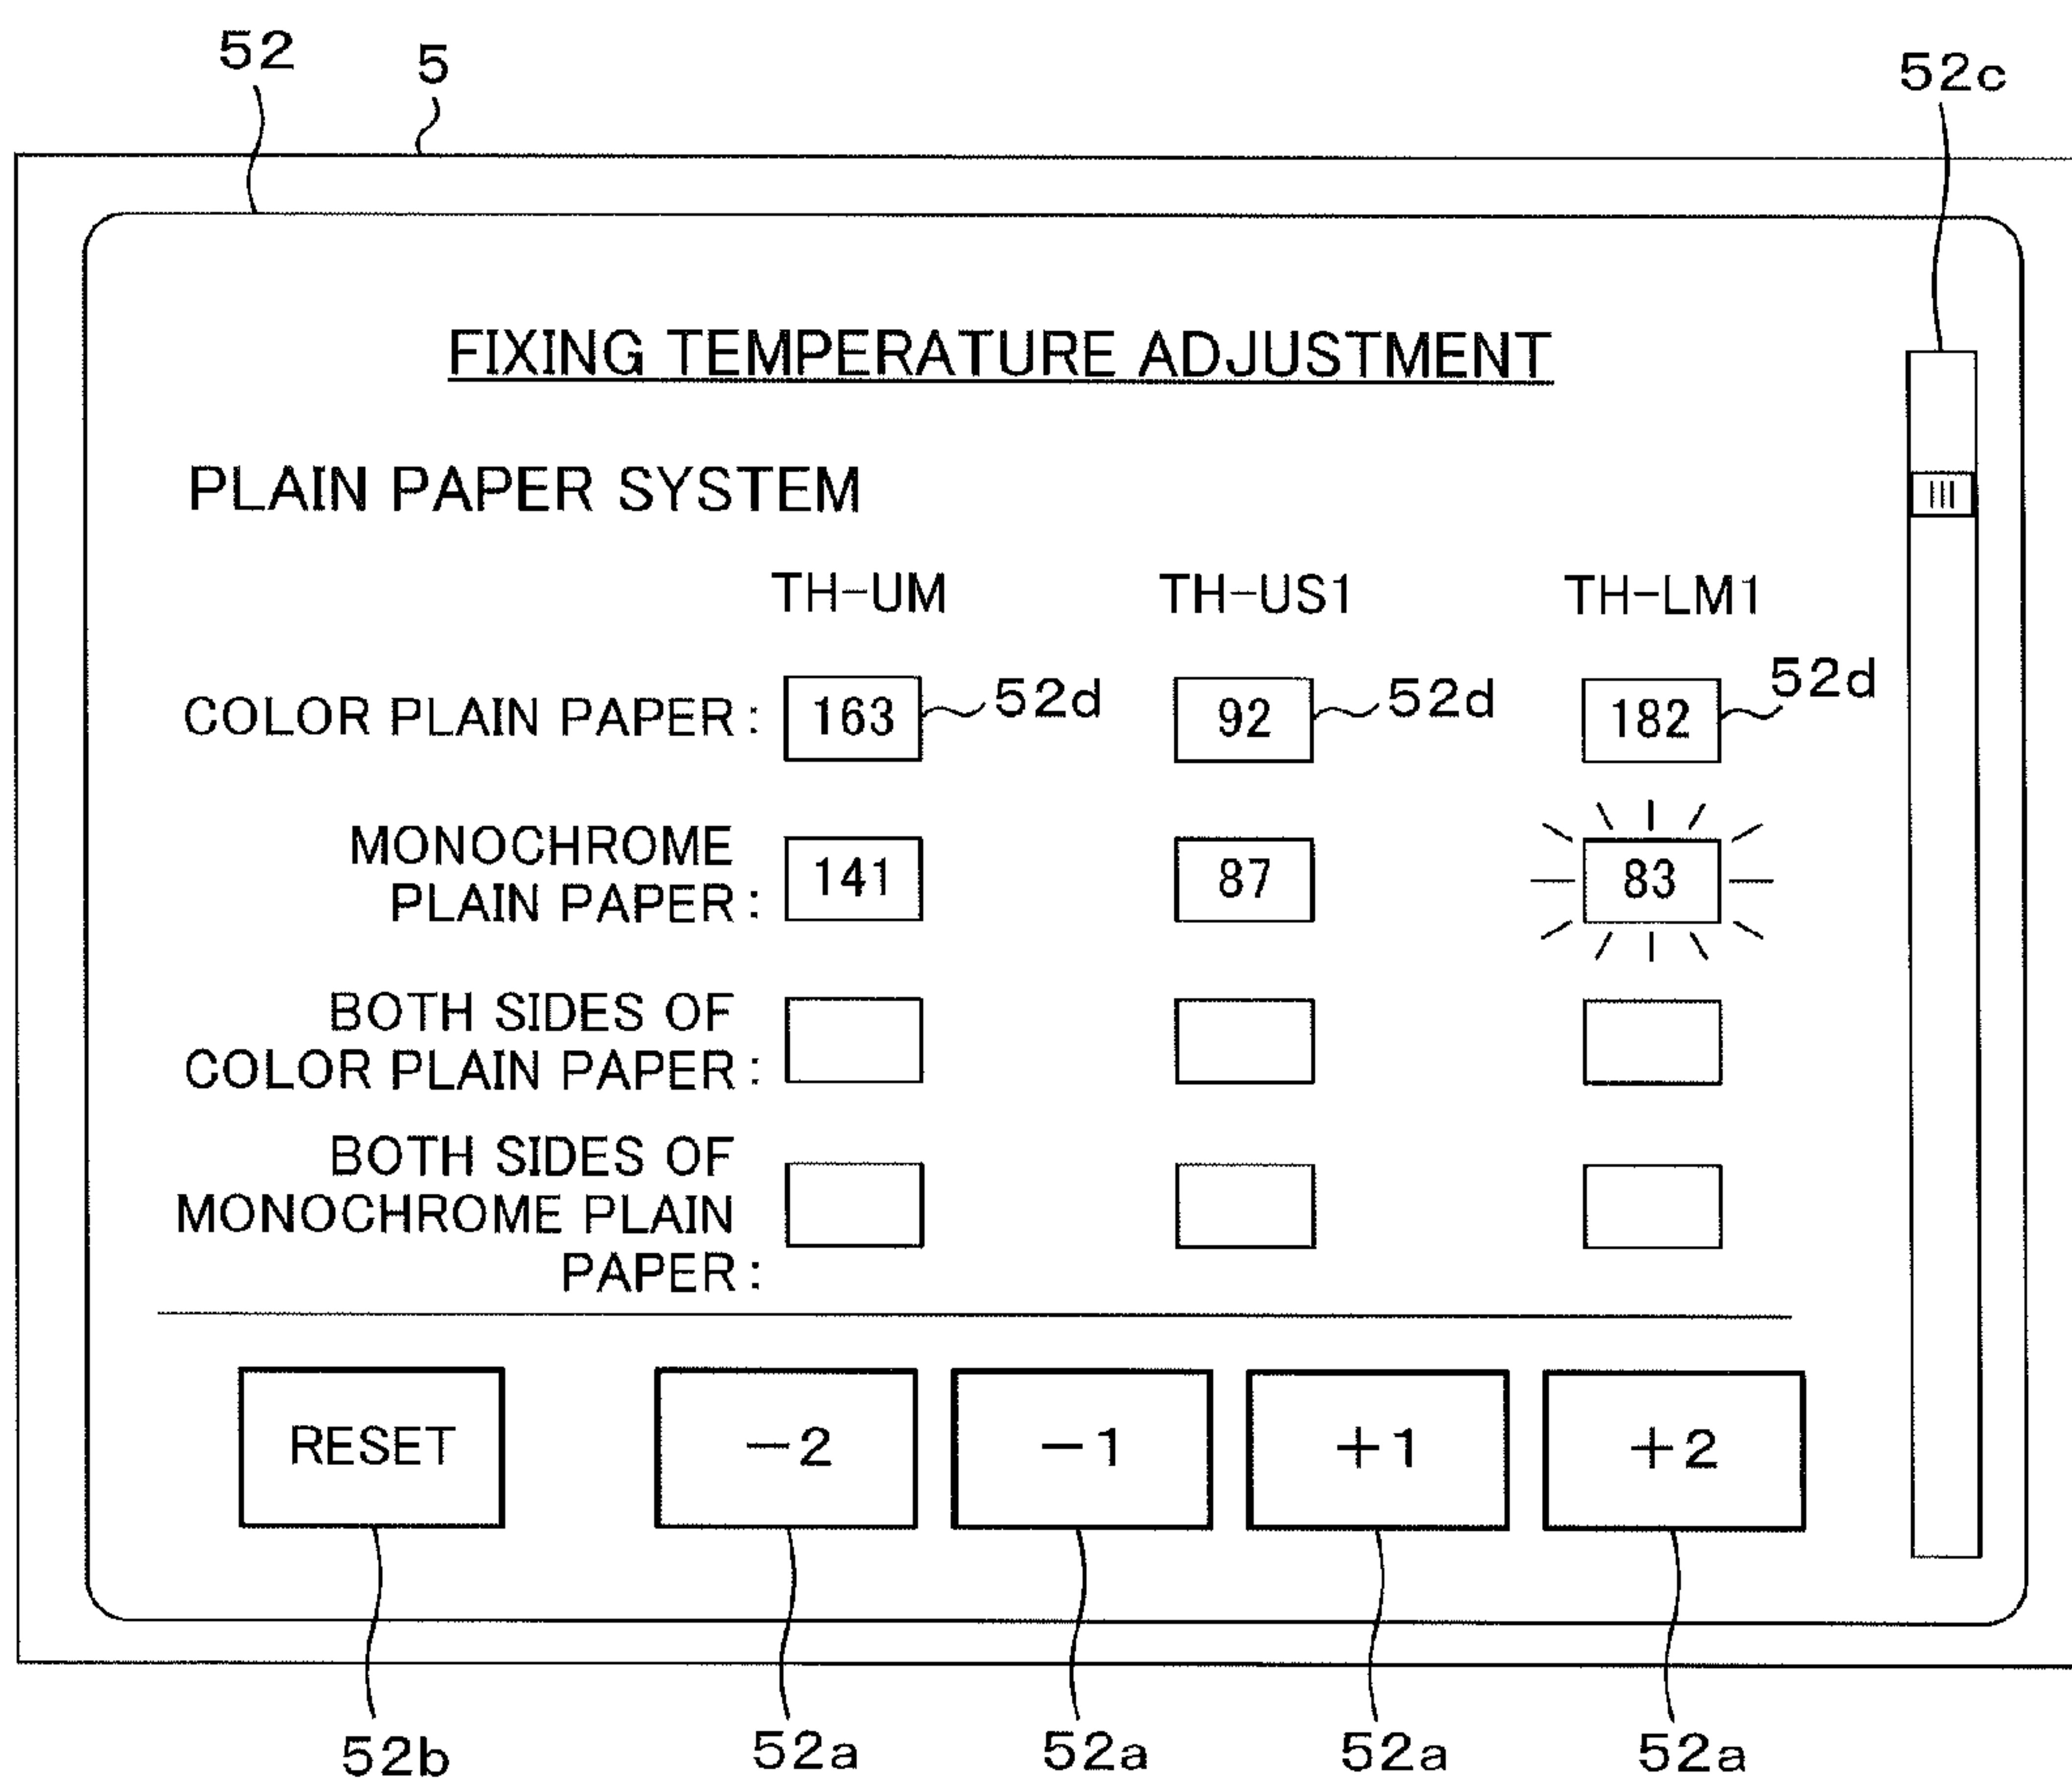 52 5 52c
FIXING TEMPERATURE ADJUSTMENT
PLAIN PAPER SYSTEM
TH-UM TH-US1 TH-LM1
COLOR PLAIN PAPER: 163 52d 92 52d 182 52d
MONOCHROME
PLAIN PAPER: 141 87 83
BOTH SIDES OF
COLOR PLAIN PAPER:
BOTH SIDES OF
MONOCHROME PLAIN
PAPER:
RESET -2 -1 +1 +2
52b 52a 52a 52a 52a